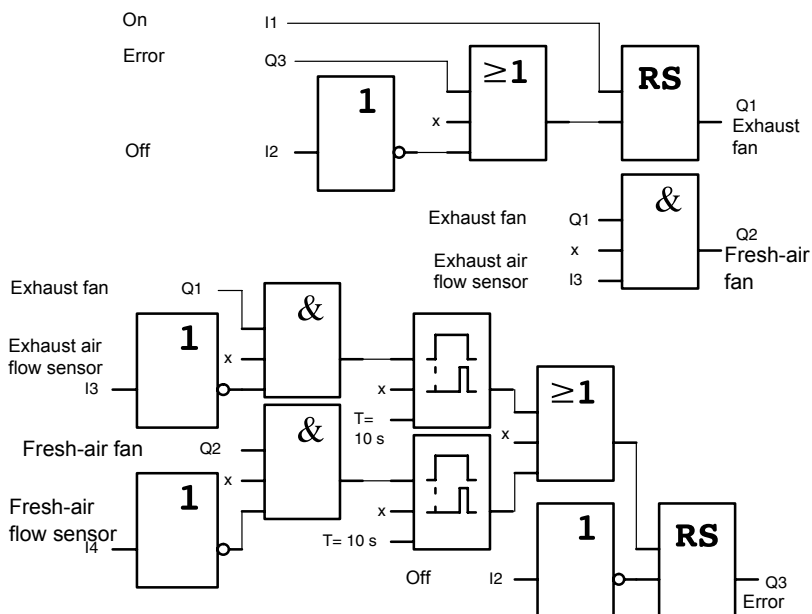 On I1
Error Q3
1
≥1
RS
x
Q1
Exhaust
fan
Off I2
&
Exhaust fan Q1
x
Exhaust air
flow sensor
I3
Q2
Fresh-air
fan
Exhaust fan Q1
&
1
Exhaust air
flow sensor
x
I3
x
T=
10 s
≥1
&
Fresh-air fan Q2
x
x
1
Fresh-air
flow sensor
I4
x
T= 10 s
1
RS
Off I2
Q3
Error